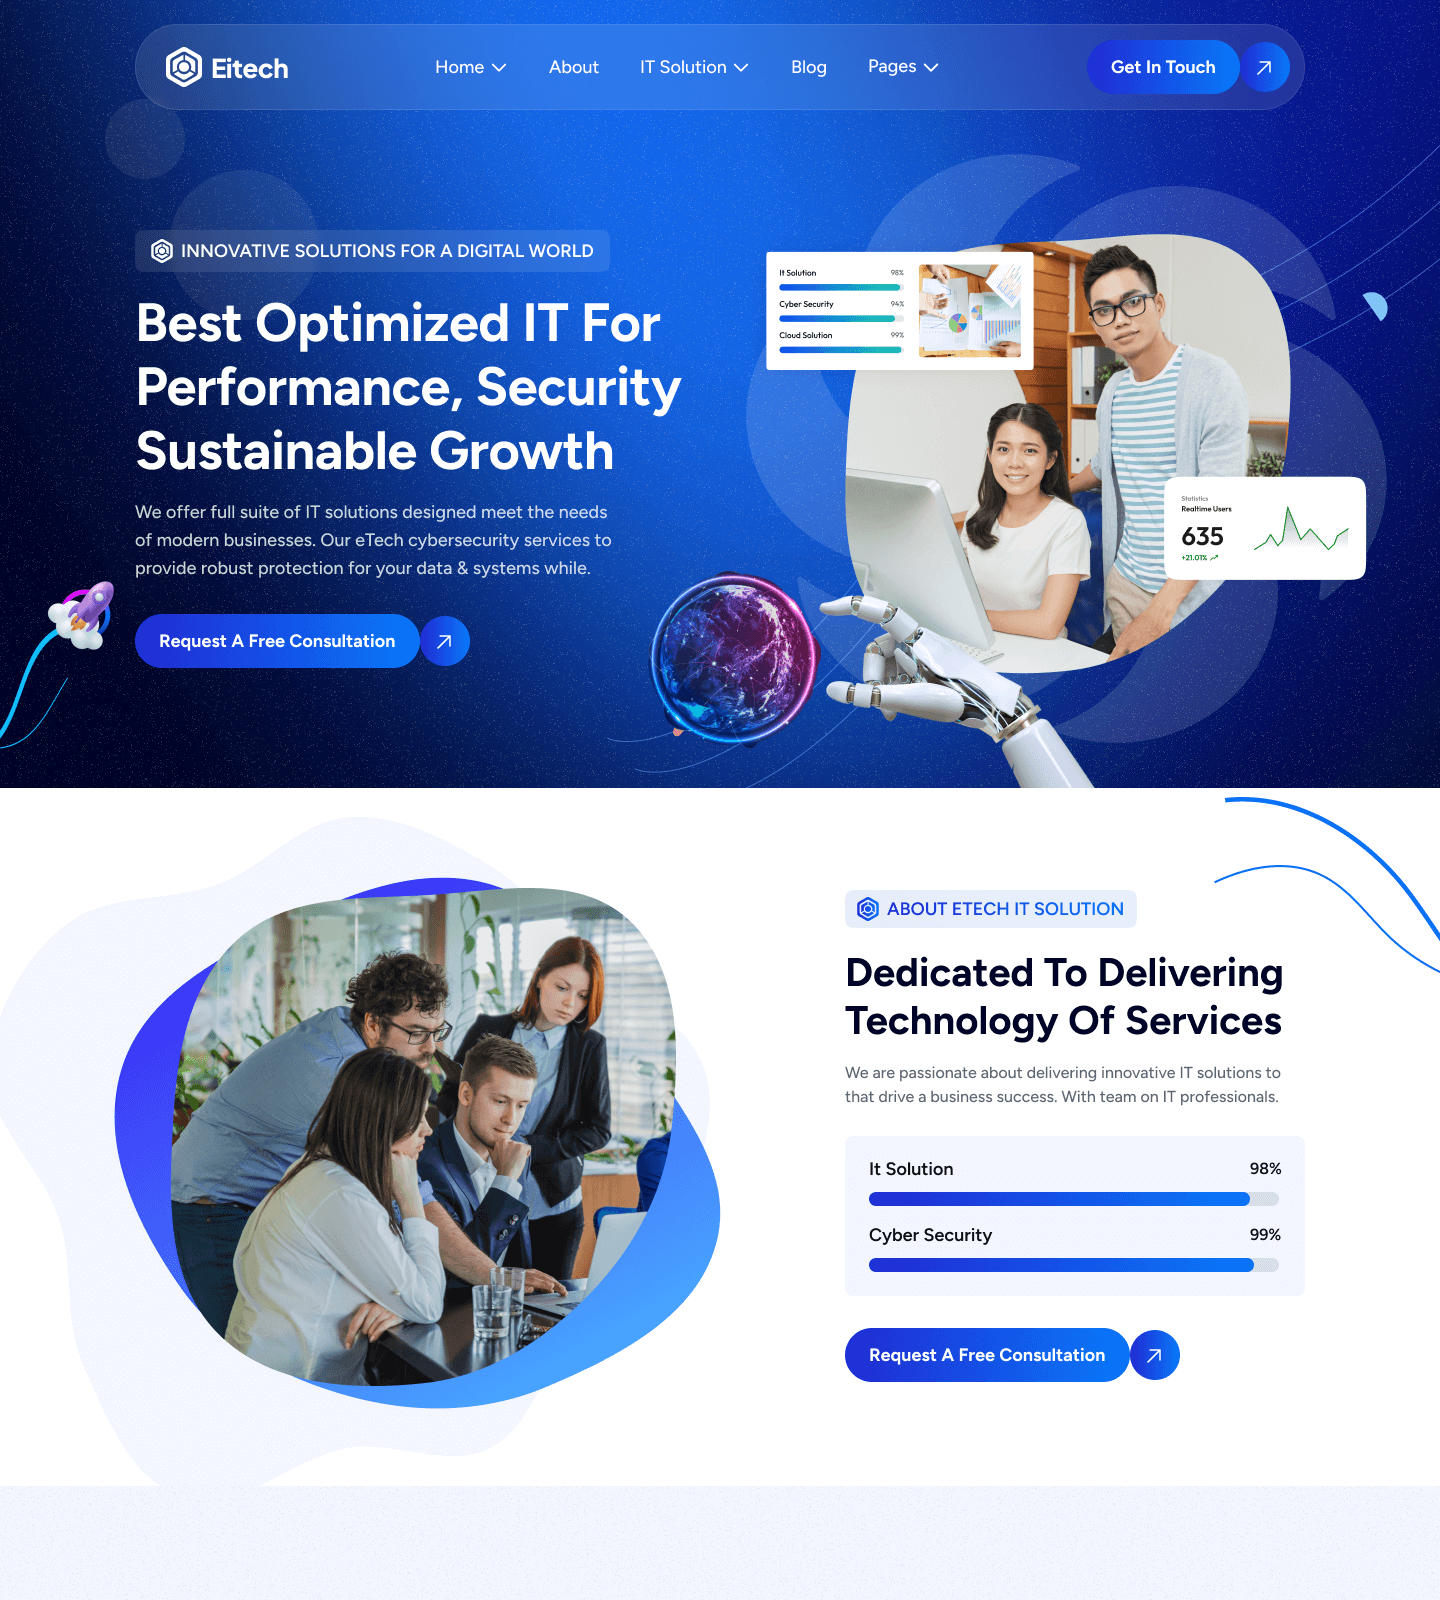 Eitech
Home
About
IT Solution
Blog
Pages
Get In Touch
INNOVATIVE SOLUTIONS FOR A DIGITAL WORLD
Best Optimized IT For
Performance, Security
Sustainable Growth
We offer full suite of IT solutions designed meet the needs
of modern businesses. Our eTech cybersecurity services to
provide robust protection for your data & systems while.
Request A Free Consultation
It Solution 98%
Cyber Security 94%
Cloud Solution 99%
Statistics
Realtime Users
635
+21.01%
ABOUT ETECH IT SOLUTION
Dedicated To Delivering
Technology Of Services
We are passionate about delivering innovative IT solutions to
that drive a business success. With team on IT professionals.
It Solution 98%
Cyber Security 99%
Request A Free Consultation